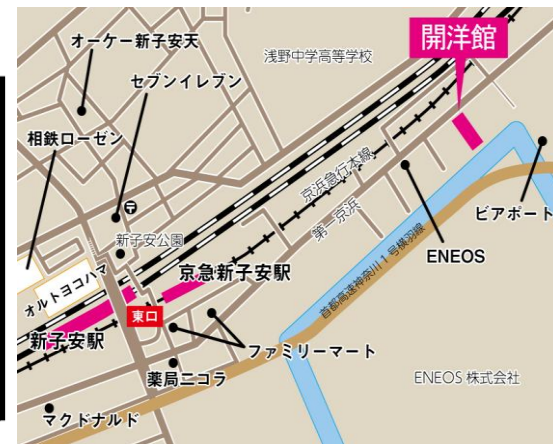 オーケー新子安天
セブンイレブン
浅野中学高等学校
開洋館
相鉄ローゼン
京浜急行本線
第一京浜
ビアポート
新子安公園
ENEOS
オルトヨコハマ
京急新子安駅
東口
首都高速神奈川1号横羽線
新子安駅
ファミリーマート
薬局ニコラ
ENEOS 株式会社
マクドナルド